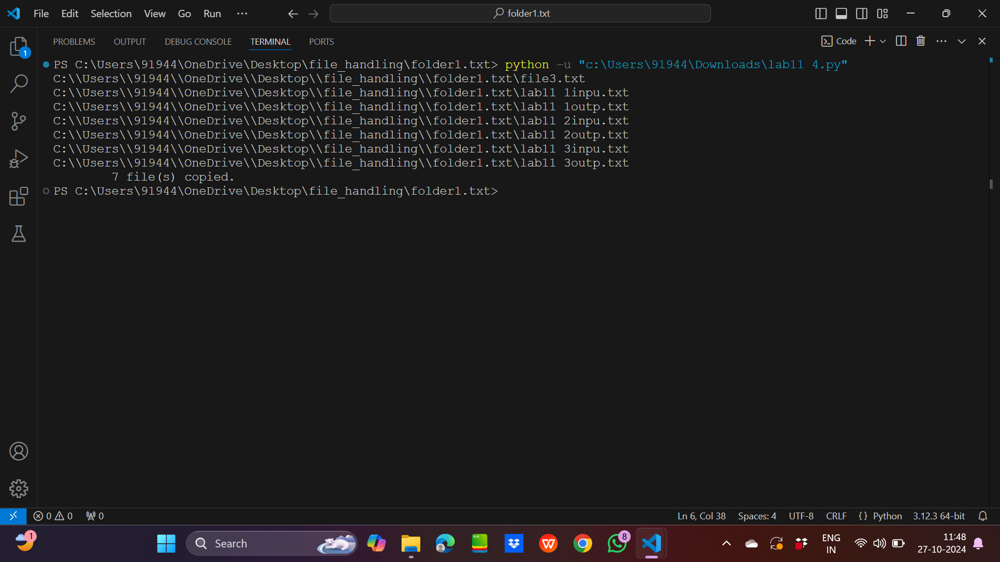 File Edit Selection View Go Run ··· folder1.txt
PROBLEMS OUTPUT DEBUG CONSOLE TERMINAL PORTS Code
1
PS C:\Users\91944\OneDrive\Desktop\file_handling\folder1.txt> python -u "c:\Users\91944\Downloads\lab11 4.py"
C:\\Users\\91944\\OneDrive\\Desktop\\file_handling\\folder1.txt\file3.txt
C:\\Users\\91944\\OneDrive\\Desktop\\file_handling\\folder1.txt\lab11 1inpu.txt
C:\\Users\\91944\\OneDrive\\Desktop\\file_handling\\folder1.txt\lab11 1outp.txt
C:\\Users\\91944\\OneDrive\\Desktop\\file_handling\\folder1.txt\lab11 2inpu.txt
C:\\Users\\91944\\OneDrive\\Desktop\\file_handling\\folder1.txt\lab11 2outp.txt
C:\\Users\\91944\\OneDrive\\Desktop\\file_handling\\folder1.txt\lab11 3inpu.txt
C:\\Users\\91944\\OneDrive\\Desktop\\file_handling\\folder1.txt\lab11 3outp.txt
7 file(s) copied.
PS C:\Users\91944\OneDrive\Desktop\file_handling\folder1.txt>
0 0 0 Ln 6, Col 38 Spaces: 4 UTF-8 CRLF {} Python 3.12.3 64-bit
1 Search W 8 ENG 11:48
IN 27-10-2024